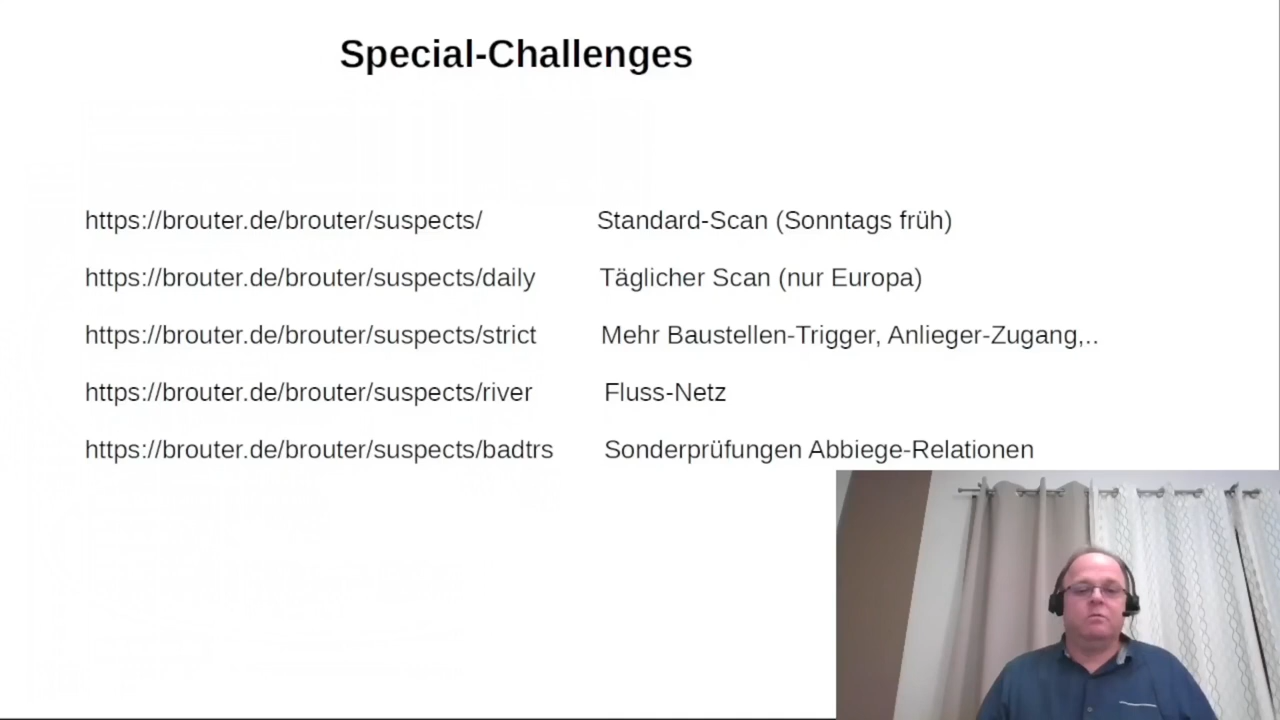 Special-Challenges
https://brouter.de/brouter/suspects/ Standard-Scan (Sonntags früh)
https://brouter.de/brouter/suspects/daily Täglicher Scan (nur Europa)
https://brouter.de/brouter/suspects/strict Mehr Baustellen-Trigger, Anlieger-Zugang,..
https://brouter.de/brouter/suspects/river Fluss-Netz
https://brouter.de/brouter/suspects/badtrs Sonderprüfungen Abbiege-Relationen